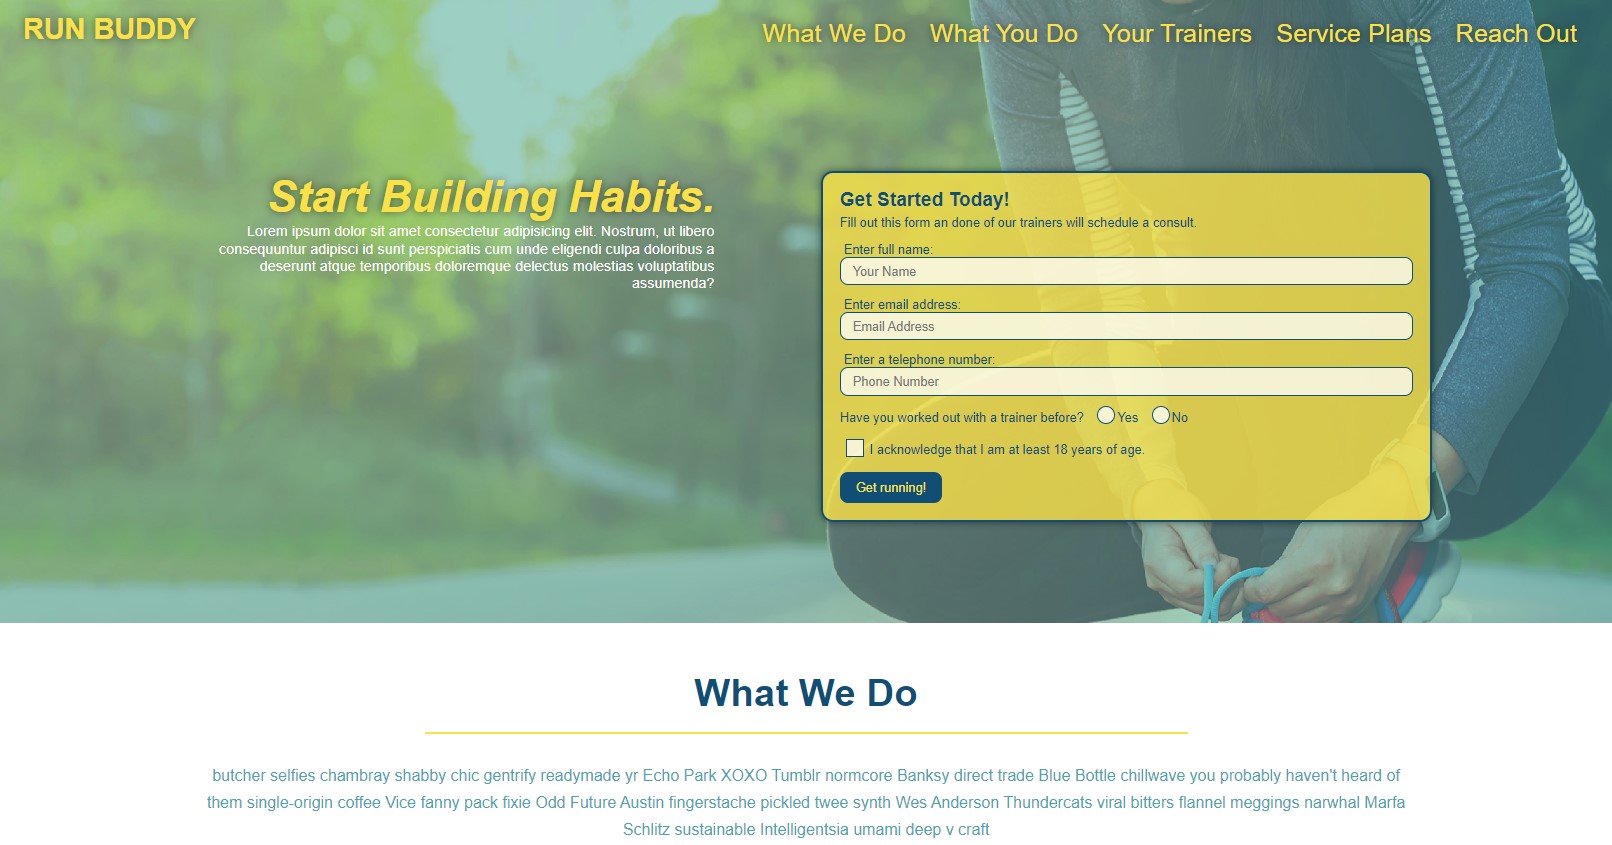 RUN BUDDY
What We Do What You Do Your Trainers Service Plans Reach Out
Start Building Habits.
Lorem ipsum dolor sit amet consectetur adipisicing elit. Nostrum, ut libero
consequuntur adipisci id sunt perspiciatis cum unde eligendi culpa doloribus a
deserunt atque temporibus doloremque delectus molestias voluptatibus
assumenda?
Get Started Today!
Fill out this form an done of our trainers will schedule a consult.
Enter full name:
Your Name
Enter email address:
Email Address
Enter a telephone number:
Phone Number
Have you worked out with a trainer before? Yes No
I acknowledge that I am at least 18 years of age.
Get running!
What We Do
butcher selfies chambray shabby chic gentrify readymade yr Echo Park XOXO Tumblr normcore Banksy direct trade Blue Bottle chillwave you probably haven't heard of
them single-origin coffee Vice fanny pack fixie Odd Future Austin fingerstache pickled twee synth Wes Anderson Thundercats viral bitters flannel meggings narwhal Marfa
Schlitz sustainable Intelligentsia umami deep v craft